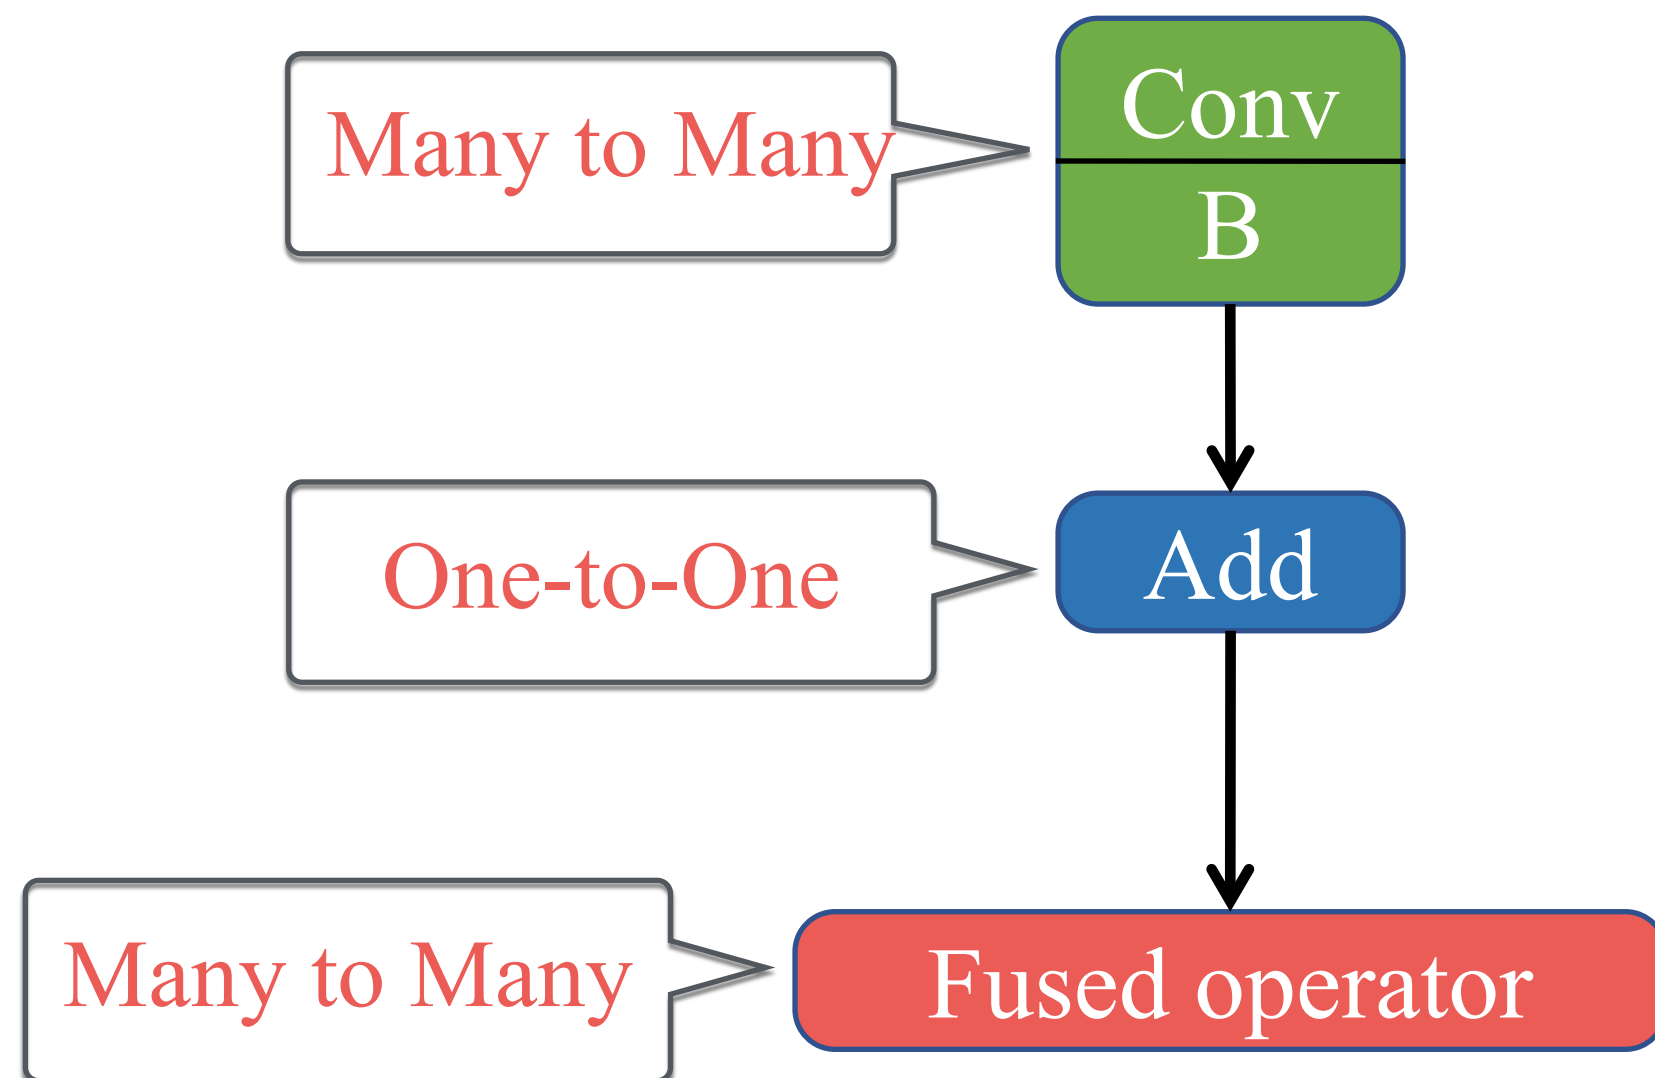 Many to Many
Conv
B
One-to-One
Add
Many to Many
Fused operator